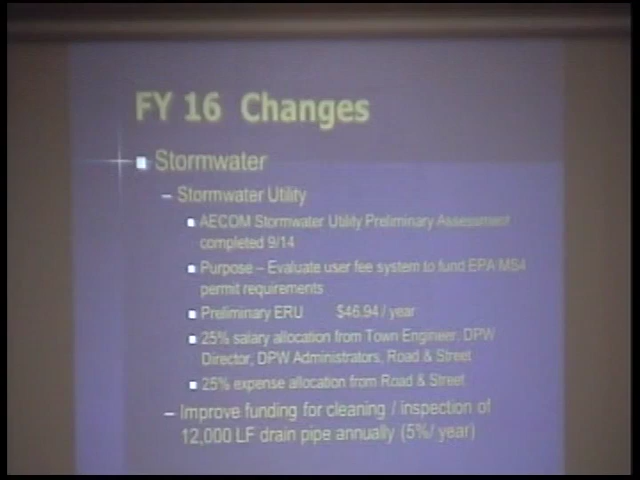 FY 16 Changes
Stormwater
– Stormwater Utility
AECOM Stormwater Utility Preliminary Assessment
completed 9/14
Purpose – Evaluate user fee system to fund EPA MS4
permit requirements
Preliminary ERU $46.94 / year
25% salary allocation from Town Engineer, DPW
Director, DPW Administrators, Road & Street
25% expense allocation from Road & Street
– Improve funding for cleaning / inspection of
12,000 LF drain pipe annually (5%/ year)